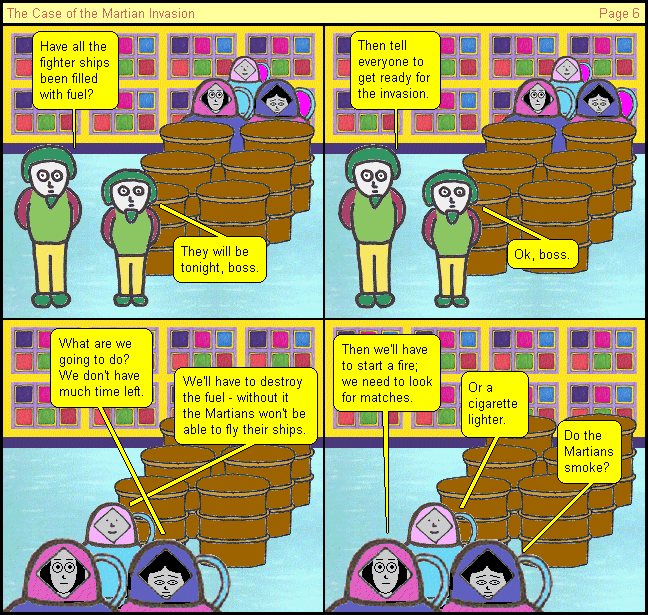 The Case of the Martian Invasion
Page 6
Have all the
fighter ships
been filled
with fuel?
They will be
tonight, boss.
Then tell
everyone to
get ready for
the invasion.
Ok, boss.
What are we
going to do?
We don't have
much time left.
We'll have to destroy
the fuel - without it
the Martians won't be
able to fly their ships.
Then we'll have
to start a fire;
we need to look
for matches.
Or a
cigarette
lighter.
Do the
Martians
smoke?